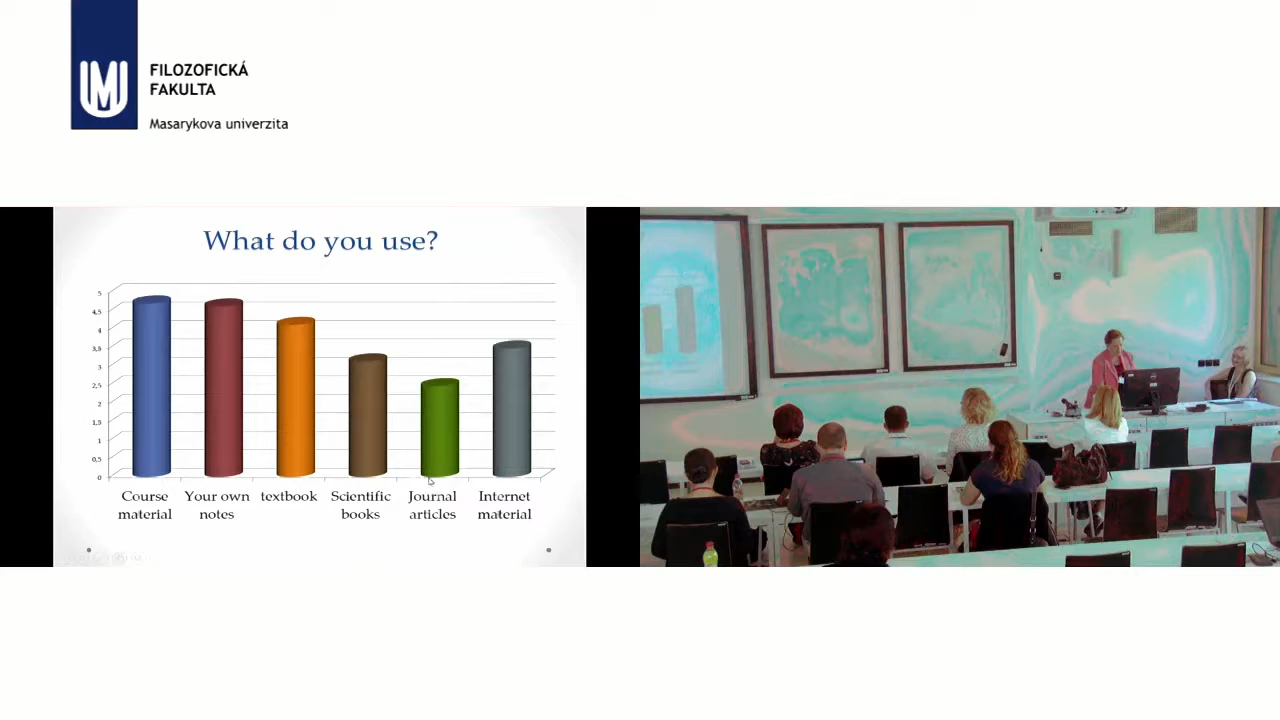 FILOZOFICKÁ
FAKULTA
Masarykova univerzita
What do you use?
5
4,5
4
3,5
3
2,5
2
1,5
1
0,5
0
Course material
Your own notes
textbook
Scientific books
Journal articles
Internet material